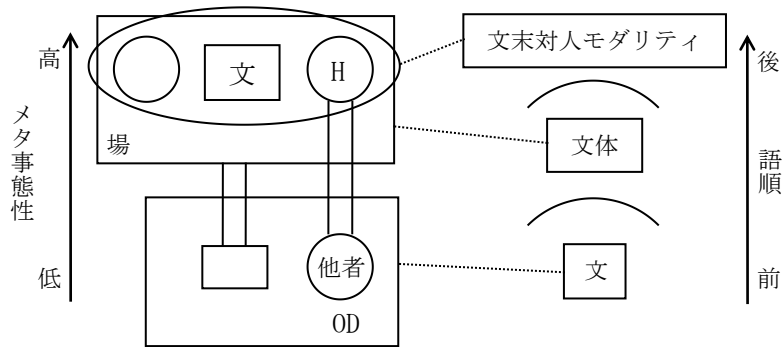 文末対人モダリティ
高
文
H
後
メタ事態性
場
文体
語順
低
他者
文
前
OD